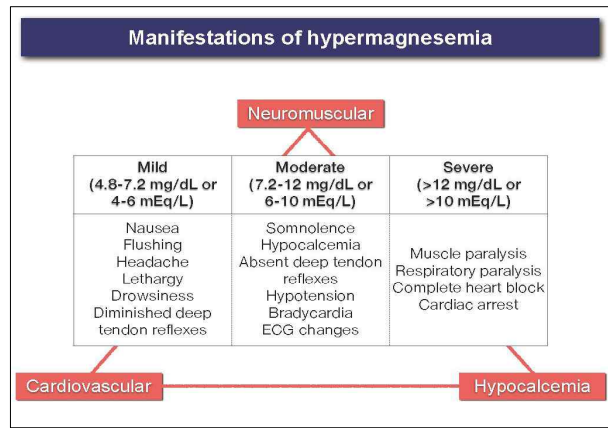 Manifestations of hypermagnesemia
Neuromuscular
Mild
(4.8-7.2 mg/dL or
4-6 mEq/L)
Nausea
Flushing
Headache
Lethargy
Drowsiness
Diminished deep
tendon reflexes
Moderate
(7.2-12 mg/dL or
6-10 mEq/L)
Somnolence
Hypocalcemia
Absent deep tendon
reflexes
Hypotension
Bradycardia
ECG changes
Severe
(>12 mg/dL or
>10 mEq/L)
Muscle paralysis
Respiratory paralysis
Complete heart block
Cardiac arrest
Cardiovascular
Hypocalcemia